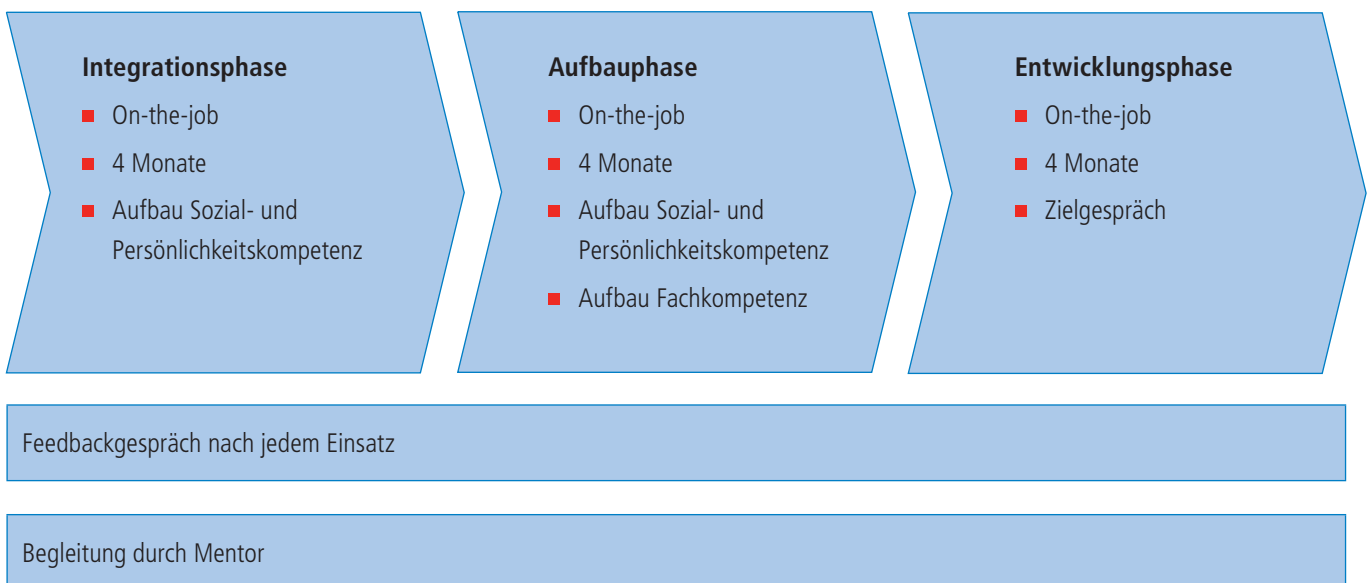 Integrationsphase
On-the-job
4 Monate
Aufbau Sozial- und
Persönlichkeitskompetenz
Aufbauphase
On-the-job
4 Monate
Aufbau Sozial- und
Persönlichkeitskompetenz
Aufbau Fachkompetenz
Entwicklungsphase
On-the-job
4 Monate
Zielgespräch
Feedbackgespräch nach jedem Einsatz
Begleitung durch Mentor